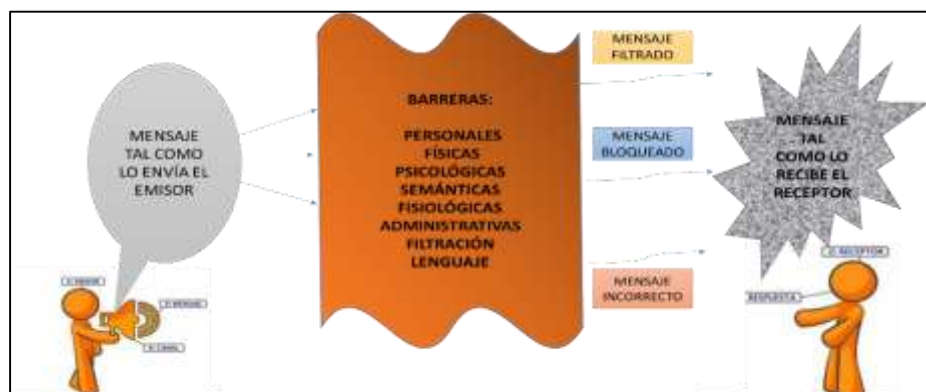 MENSAJE
TAL COMO
LO ENVÍA EL
EMISOR
BARRERAS:
PERSONALES
FÍSICAS
PSICOLÓGICAS
SEMÁNTICAS
FISIOLÓGICAS
ADMINISTRATIVAS
FILTRACIÓN
LENGUAJE
MENSAJE
FILTRADO
MENSAJE
BLOQUEADO
MENSAJE
INCORRECTO
MENSAJE
TAL
COMO LO
RECIBE EL
RECEPTOR
RECEPTOR
RESPUESTA